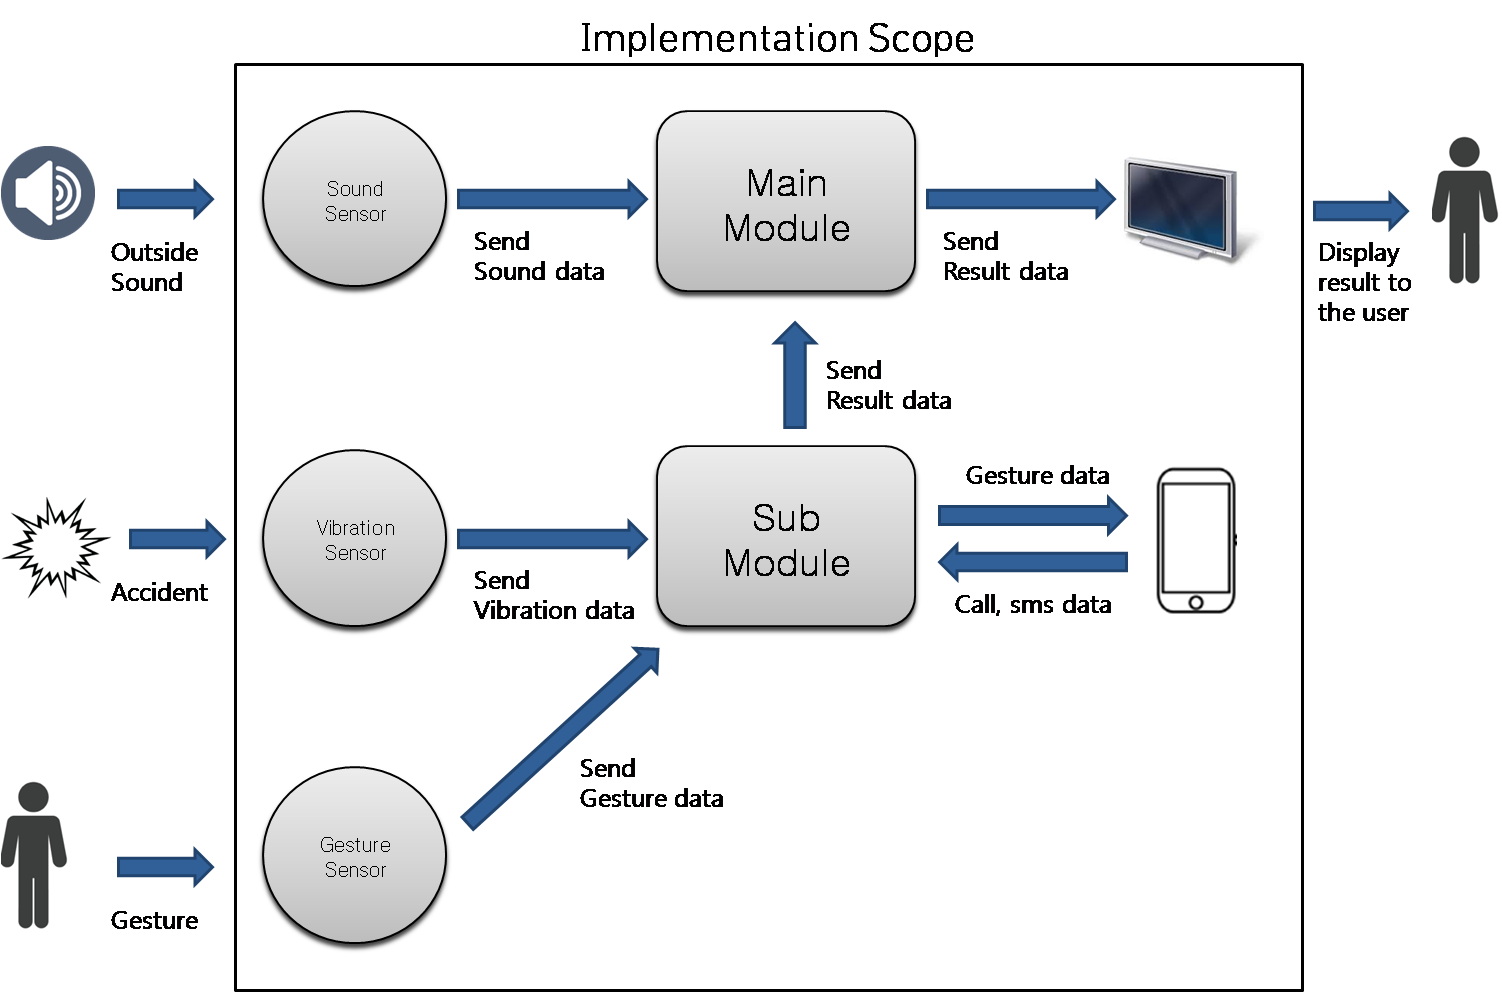 Implementation Scope
Sound
Sensor
Main
Module
Outside
Sound
Send
Sound data
Send
Result data
Display
result to
the user
Send
Result data
Vibration
Sensor
Sub
Module
Gesture data
Accident
Send
Vibration data
Call, sms data
Send
Gesture data
Gesture
Sensor
Gesture